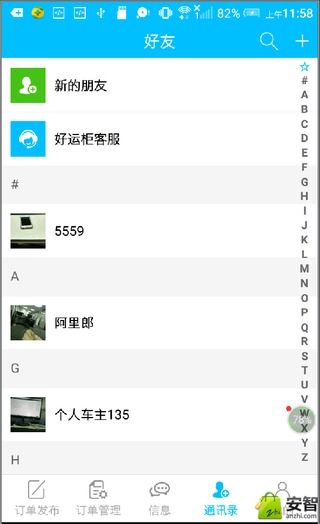 82% 上午11:58
好友
新的朋友
好运柜客服
#
5559
A
阿里郎
G
个人车主135
H
☆
#
A
B
C
D
E
F
G
H
I
J
K
L
M
N
O
P
Q
R
S
T
U
V
W
X
Y
Z
78%
订单发布
订单管理
信息
通讯录
安智
anzhi.com